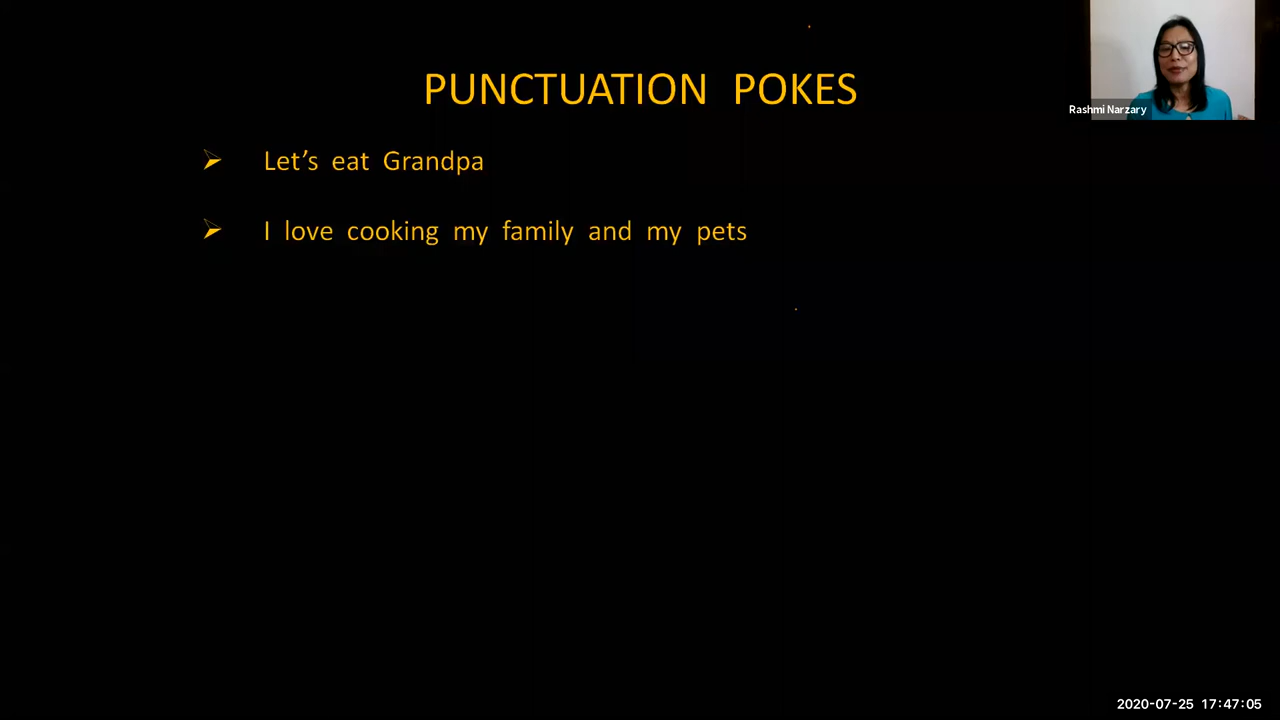 PUNCTUATION POKES
Rashmi Narzary
Let’s eat Grandpa
I love cooking my family and my pets
2020-07-25 17:47:05